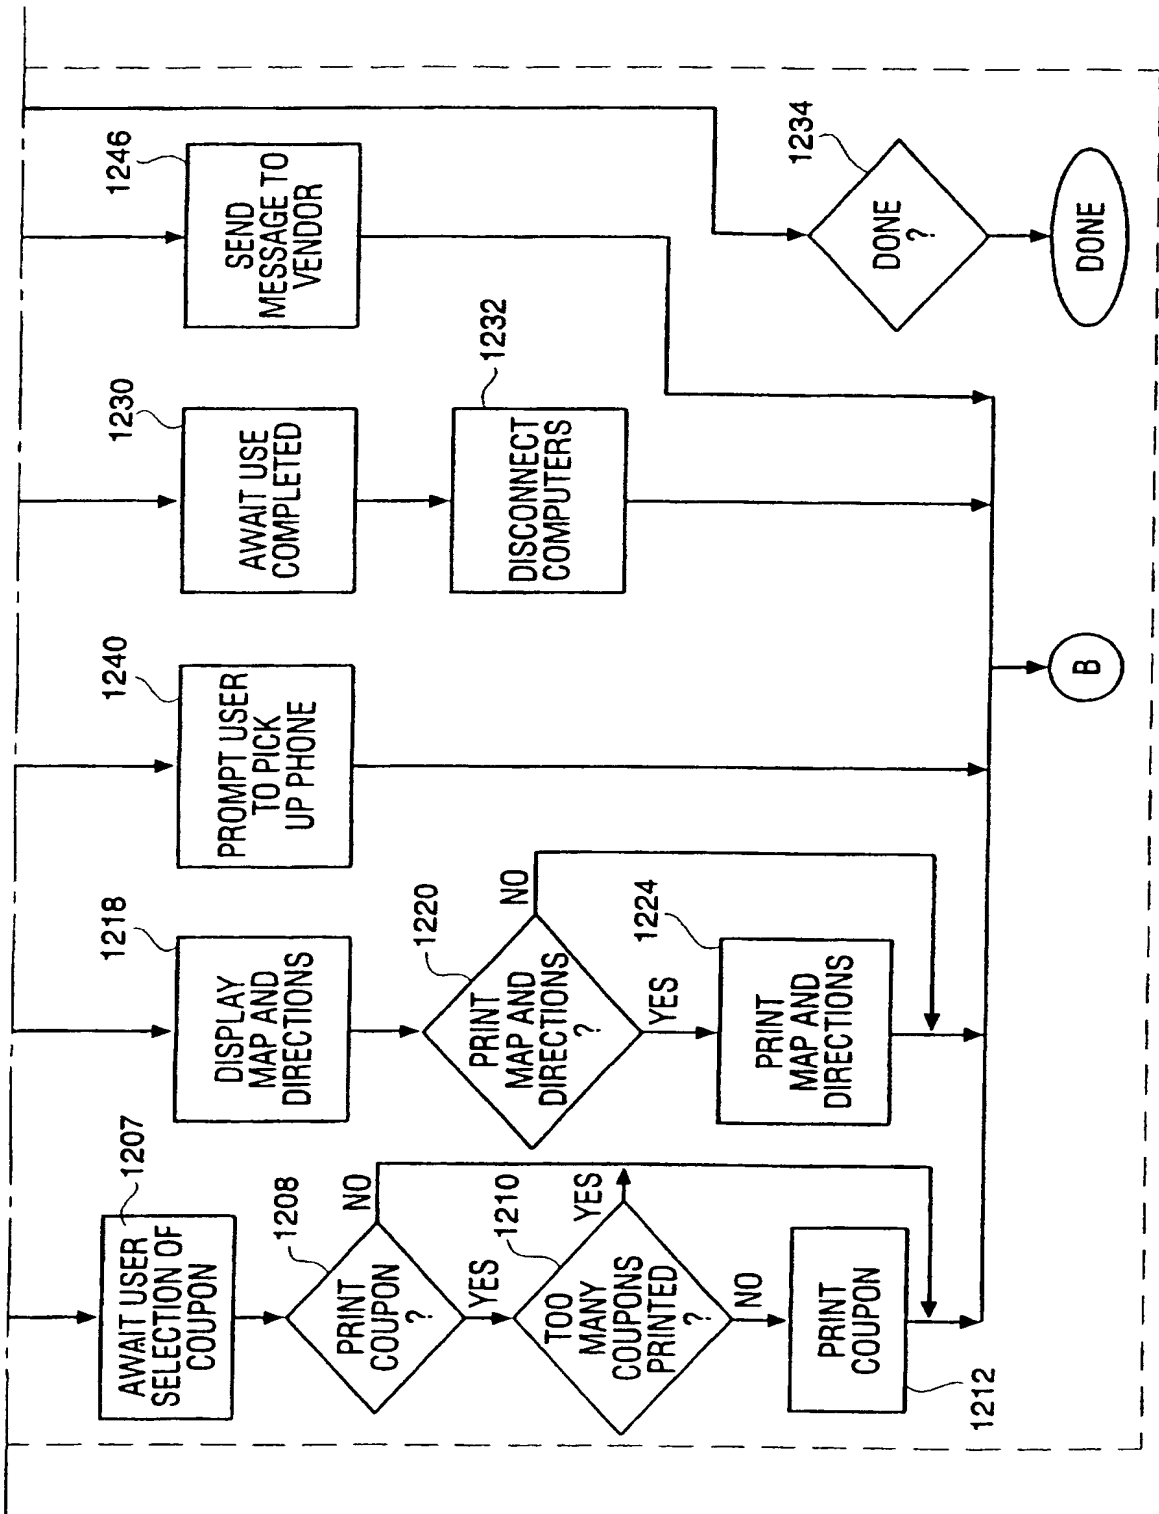 1207
AWAIT USER
SELECTION OF
COUPON
1208
PRINT
COUPON
?
NO
YES
1210
TOO
MANY
COUPONS
PRINTED
?
YES
NO
PRINT
COUPON
1212
1218
DISPLAY
MAP AND
DIRECTIONS
1220
PRINT
MAP AND
DIRECTIONS
?
NO
YES
1224
PRINT
MAP AND
DIRECTIONS
1240
PROMPT USER
TO PICK
UP PHONE
1230
AWAIT USE
COMPLETED
1232
DISCONNECT
COMPUTERS
1246
SEND
MESSAGE TO
VENDOR
1234
DONE
?
DONE
B